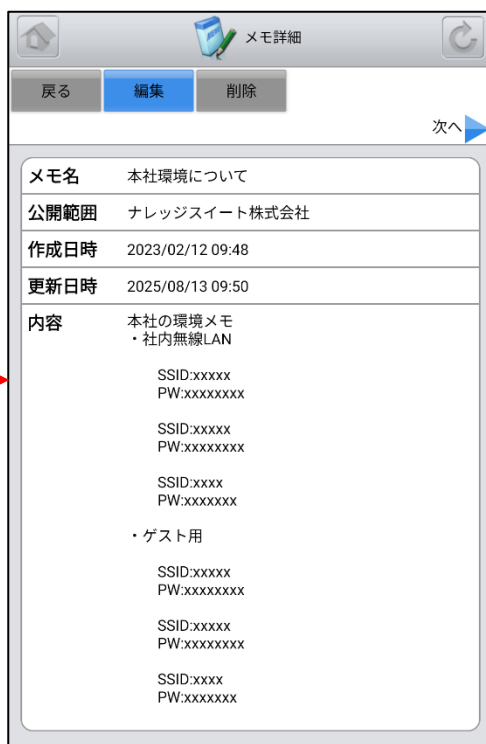 メモ詳細
戻る 編集 削除
次へ
メモ名 本社環境について
公開範囲 ナレッジスイート株式会社
作成日時 2023/02/12 09:48
更新日時 2025/08/13 09:50
内容 本社の環境メモ
・社内無線LAN
SSID:xxxxx
PW:xxxxxxxx
SSID:xxxxx
PW:xxxxxxxx
SSID:xxxx
PW:xxxxxxx
・ゲスト用
SSID:xxxxx
PW:xxxxxxxx
SSID:xxxxx
PW:xxxxxxxx
SSID:xxxx
PW:xxxxxxx